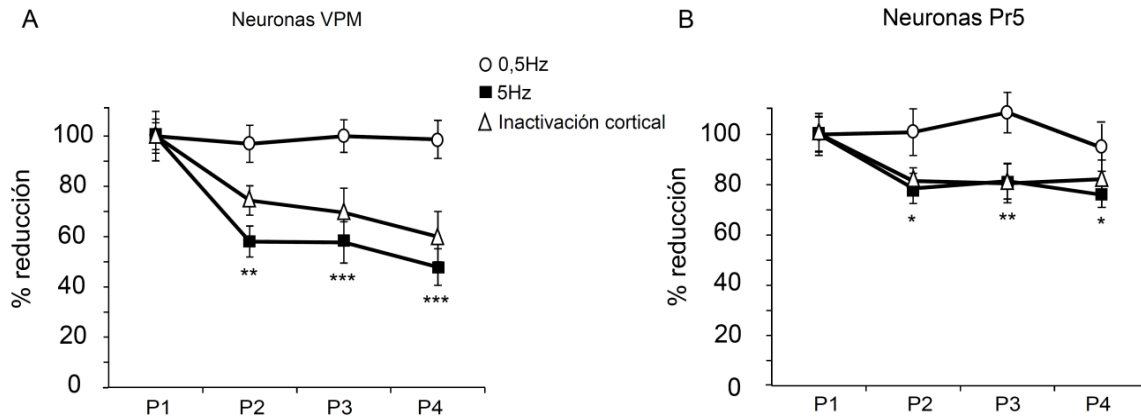 A
Neuronas VPM
B
Neuronas Pr5
0,5Hz
5Hz
Inactivación cortical
% reducción
100
80
60
40
20
0
**
***
***
P1 P2 P3 P4
% reducción
100
80
60
40
20
0
*
**
*
P1 P2 P3 P4